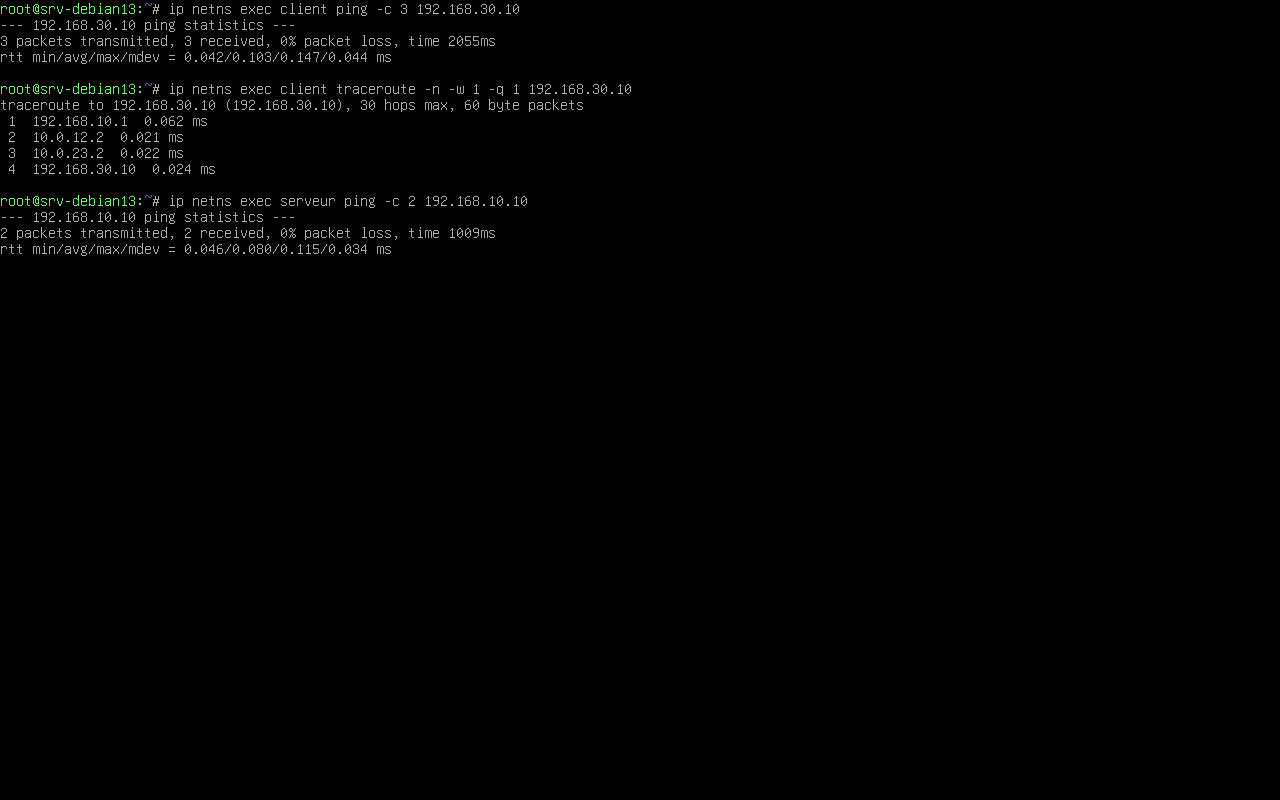 root@srv-debian13:~# ip netns exec client ping -c 3 192.168.30.10
--- 192.168.30.10 ping statistics ---
3 packets transmitted, 3 received, 0% packet loss, time 2055ms
rtt min/avg/max/mdev = 0.042/0.103/0.147/0.044 ms

root@srv-debian13:~# ip netns exec client traceroute -n -w 1 -q 1 192.168.30.10
traceroute to 192.168.30.10 (192.168.30.10), 30 hops max, 60 byte packets
 1  192.168.10.1  0.062 ms
 2  10.0.12.2  0.021 ms
 3  10.0.23.2  0.022 ms
 4  192.168.30.10  0.024 ms

root@srv-debian13:~# ip netns exec serveur ping -c 2 192.168.10.10
--- 192.168.10.10 ping statistics ---
2 packets transmitted, 2 received, 0% packet loss, time 1009ms
rtt min/avg/max/mdev = 0.046/0.080/0.115/0.034 ms